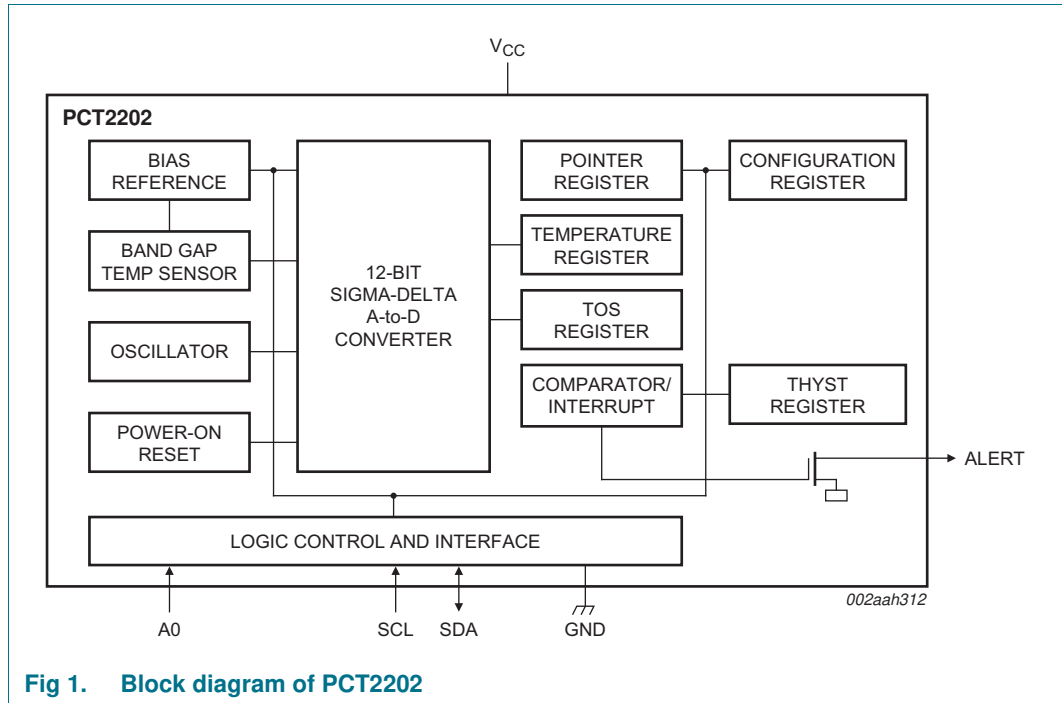 VCC
PCT2202
BIAS
REFERENCE
BAND GAP
TEMP SENSOR
OSCILLATOR
POWER-ON
RESET
12-BIT
SIGMA-DELTA
A-to-D
CONVERTER
POINTER
REGISTER
CONFIGURATION
REGISTER
TEMPERATURE
REGISTER
TOS
REGISTER
COMPARATOR/
INTERRUPT
THYST
REGISTER
ALERT
LOGIC CONTROL AND INTERFACE
002aah312
A0
SCL
SDA
GND
Fig 1. Block diagram of PCT2202